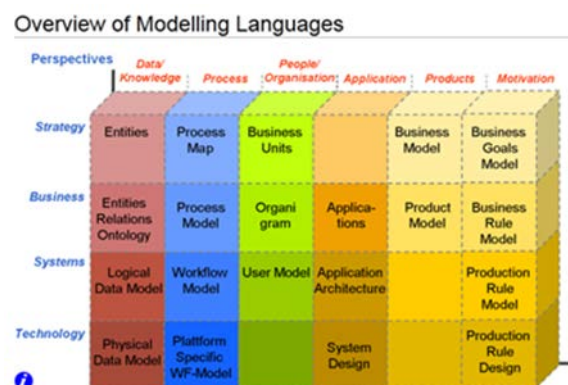 Overview of Modelling Languages
Perspectives
Data/
Knowledge
Process
People/
Organisation
Application
Products
Motivation
Strategy
Entities
Process
Map
Business
Units
Business
Model
Business
Goals
Model
Business
Entities
Relations
Ontology
Process
Model
Organi
gram
Applica-
tions
Product Model
Business
Rule
Model
Systems
Logical
Data Model
Workflow
Model
User Model
Application
Architecture
Production
Rule
Model
Technology
Physical
Data Model
Plattform
Specific
WF-Model
System
Design
Production
Rule
Design
i